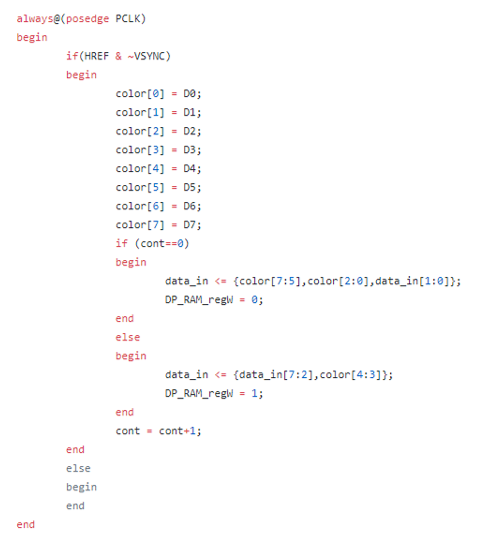 always@(posedge PCLK)
begin
if(HREF & ~VSYNC)
begin
color[0] = D0;
color[1] = D1;
color[2] = D2;
color[3] = D3;
color[4] = D4;
color[5] = D5;
color[6] = D6;
color[7] = D7;
if (cont==0)
begin
data_in <= {color[7:5],color[2:0],data_in[1:0]};
DP_RAM_regW = 0;
end
else
begin
data_in <= {data_in[7:2],color[4:3]};
DP_RAM_regW = 1;
end
cont = cont+1;
end
else
begin
end
end